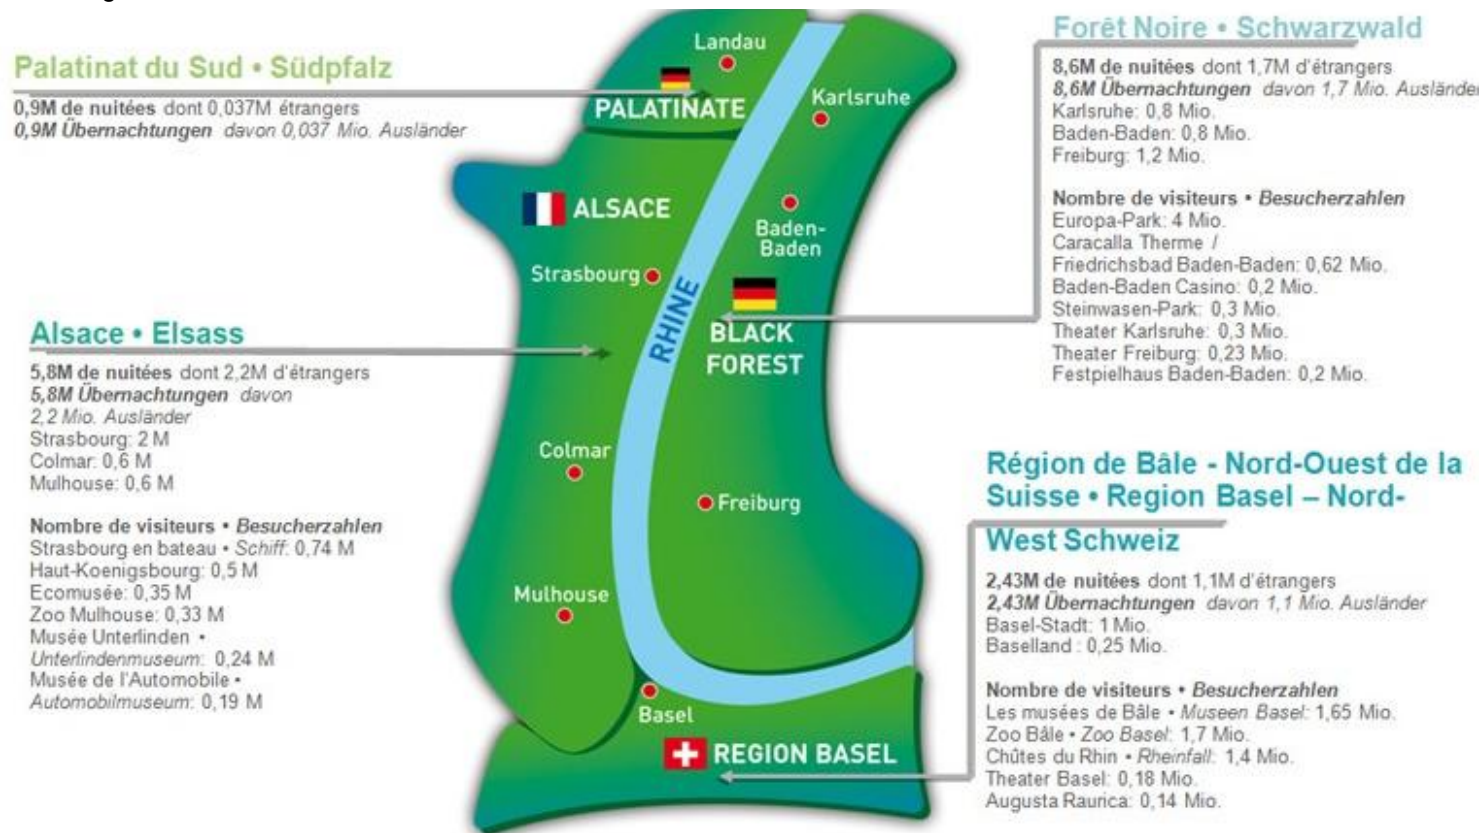 Palatinat du Sud • Südpfalz
0,9M de nuitées dont 0,037M étrangers
0,9M Übernachtungen davon 0,037 Mio. Ausländer
Alsace • Elsass
5,8M de nuitées dont 2,2M d'étrangers
5,8M Übernachtungen davon
2,2 Mio. Ausländer
Strasbourg: 2 M
Colmar: 0,6 M
Mulhouse: 0,6 M
Nombre de visiteurs • Besucherzahlen
Strasbourg en bateau • Schiff: 0,74 M
Haut-Koenigsbourg: 0,5 M
Ecomusée: 0,35 M
Zoo Mulhouse: 0,33 M
Musée Unterlinden •
Unterlindenmuseum: 0,24 M
Musée de l'Automobile •
Automobilmuseum: 0,19 M
Landau
PALATINATE
Karlsruhe
ALSACE
Baden-
Baden
Strasbourg
RHINE
BLACK
FOREST
Colmar
Freiburg
Mulhouse
Basel
REGION BASEL
Forêt Noire • Schwarzwald
8,6M de nuitées dont 1,7M d'étrangers
8,6M Übernachtungen davon 1,7 Mio. Ausländer
Karlsruhe: 0,8 Mio.
Baden-Baden: 0,8 Mio.
Freiburg: 1,2 Mio.
Nombre de visiteurs • Besucherzahlen
Europa-Park: 4 Mio.
Caracalla Therme /
Friedrichsbad Baden-Baden: 0,62 Mio.
Baden-Baden Casino: 0,2 Mio.
Steinwasen-Park: 0,3 Mio.
Theater Karlsruhe: 0,3 Mio.
Theater Freiburg: 0,23 Mio.
Festpielhaus Baden-Baden: 0,2 Mio.
Région de Bâle - Nord-Ouest de la
Suisse • Region Basel – Nord-
West Schweiz
2,43M de nuitées dont 1,1M d'étrangers
2,43M Übernachtungen davon 1,1 Mio. Ausländer
Basel-Stadt: 1 Mio.
Baselland : 0,25 Mio.
Nombre de visiteurs • Besucherzahlen
Les musées de Bâle • Museen Basel: 1,65 Mio.
Zoo Bâle • Zoo Basel: 1,7 Mio.
Chûtes du Rhin • Rheinfall: 1,4 Mio.
Theater Basel: 0,18 Mio.
Augusta Raurica: 0,14 Mio.